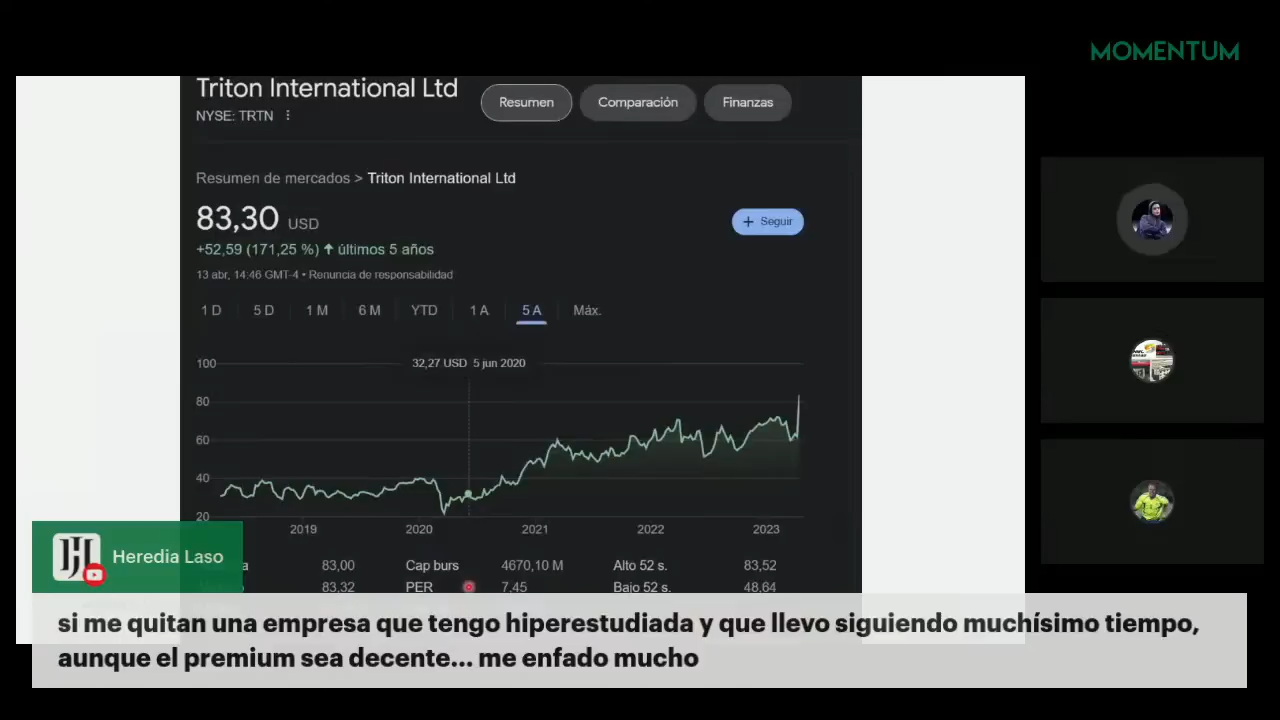 MOMENTUM
Triton International Ltd
NYSE: TRTN
Resumen
Comparación
Finanzas
Resumen de mercados > Triton International Ltd
83,30 USD
+ Seguir
+52,59 (171,25 %) ↑ últimos 5 años
13 abr, 14:46 GMT-4 • Renuncia de responsabilidad
1 D 5 D 1 M 6 M YTD 1 A 5 A Máx.
32,27 USD 5 jun 2020
100
80
60
40
20
2019 2020 2021 2022 2023
83,00 Cap burs 4670,10 M Alto 52 s. 83,52
83,32 PER 7,45 Bajo 52 s. 48,64
Heredia Laso
si me quitan una empresa que tengo hiperestudiada y que llevo siguiendo muchísimo tiempo,
aunque el premium sea decente... me enfado mucho